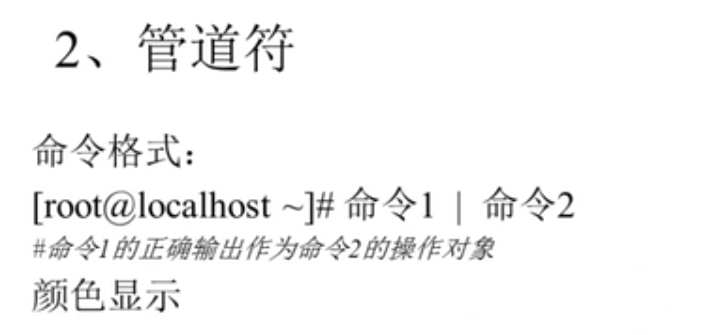 2、管道符
命令格式：
[root@localhost ~]# 命令1 | 命令2
#命令1的正确输出作为命令2的操作对象
颜色显示